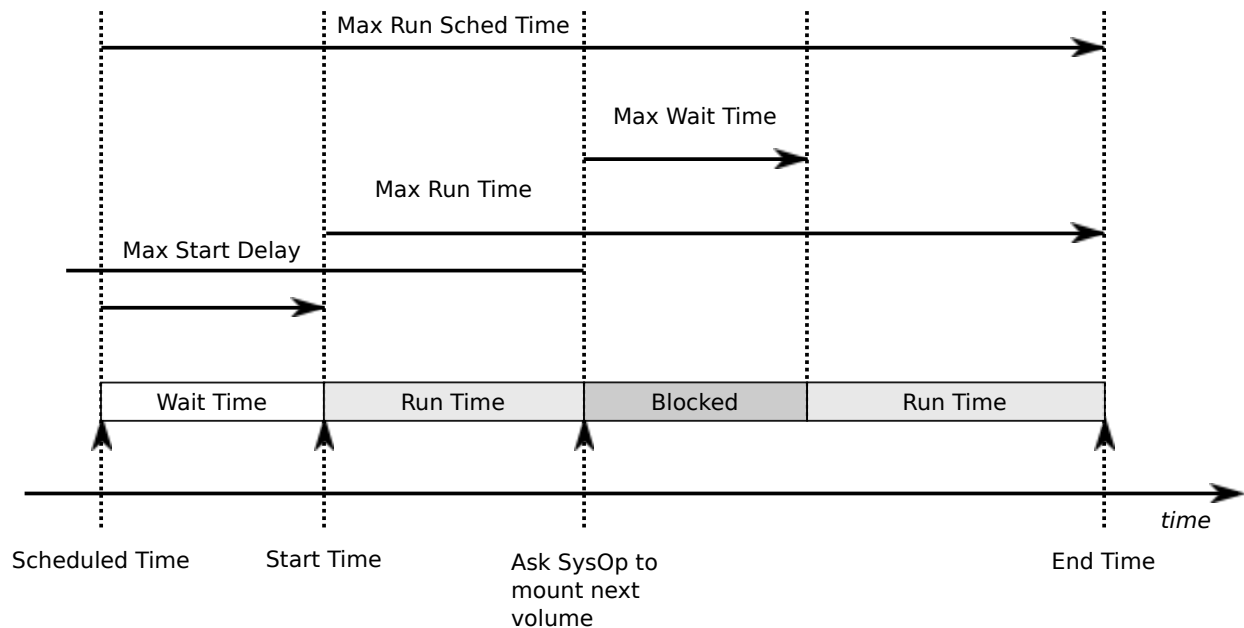 Max Run Sched Time
Max Wait Time
Max Run Time
Max Start Delay
Wait Time
Run Time
Blocked
Run Time
time
Scheduled Time
Start Time
Ask SysOp to
mount next
volume
End Time